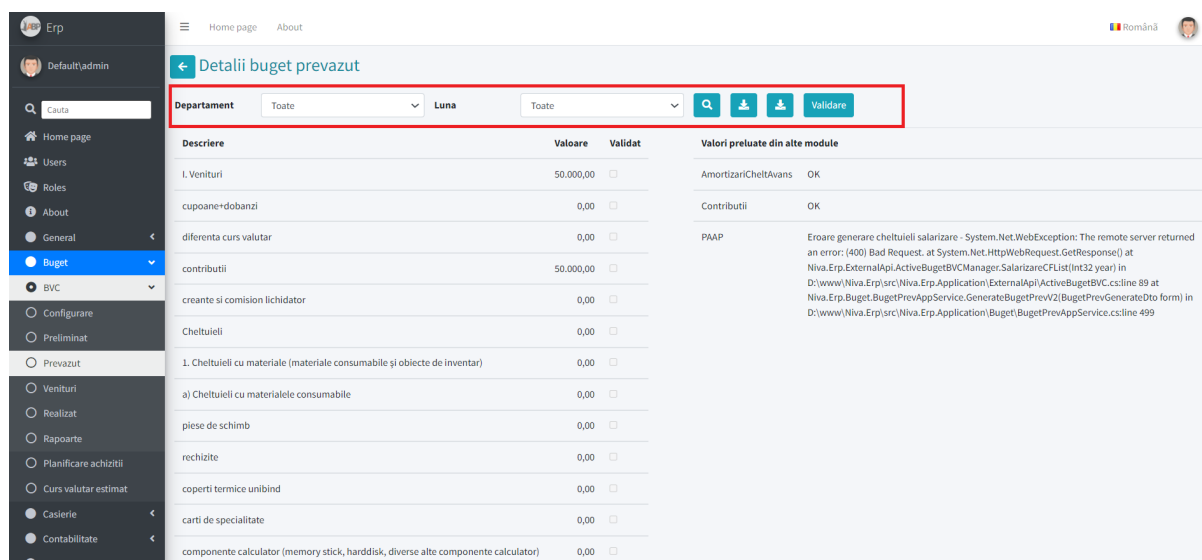 Erp
Home page About
Română
Default\admin
Detalii buget prevazut
Cauta
Departament Toate Luna Toate Validare
Home page
Users
Roles
About
General
Buget
BVC
Configurare
Preliminat
Prevazut
Venituri
Realizat
Rapoarte
Planificare achizitii
Curs valutar estimat
Casierie
Contabilitate
Descriere Valoare Validat
I. Venituri 50.000,00
cupoane+dobanzi 0,00
diferenta curs valutar 0,00
contributii 50.000,00
creante si comision lichidator 0,00
Cheltuieli 0,00
1. Cheltuieli cu materiale (materiale consumabile și obiecte de inventar) 0,00
a) Cheltuieli cu materialele consumabile 0,00
piese de schimb 0,00
rechizite 0,00
coperti termice unibind 0,00
carti de specialitate 0,00
componente calculator (memory stick, harddisk, diverse alte componente calculator) 0,00
Valori preluate din alte module
AmortizariCheltAvans OK
Contributii OK
PAAP Eroare generare cheltuieli salarizare - System.Net.WebException: The remote server returned
an error: (400) Bad Request. at System.Net.HttpWebRequest.GetResponse() at
Niva.Erp.ExternalApi.ActiveBugetBVCManager.SalarizareCFList(Int32 year) in
D:\www\Niva.Erp\src\Niva.Erp.Application\ExternalApi\ActiveBugetBVC.cs:line 89 at
Niva.Erp.Buget.BugetPrevAppService.GenerateBugetPrevV2(BugetPrevGenerateDto form) in
D:\www\Niva.Erp\src\Niva.Erp.Application\Buget\BugetPrevAppService.cs:line 499